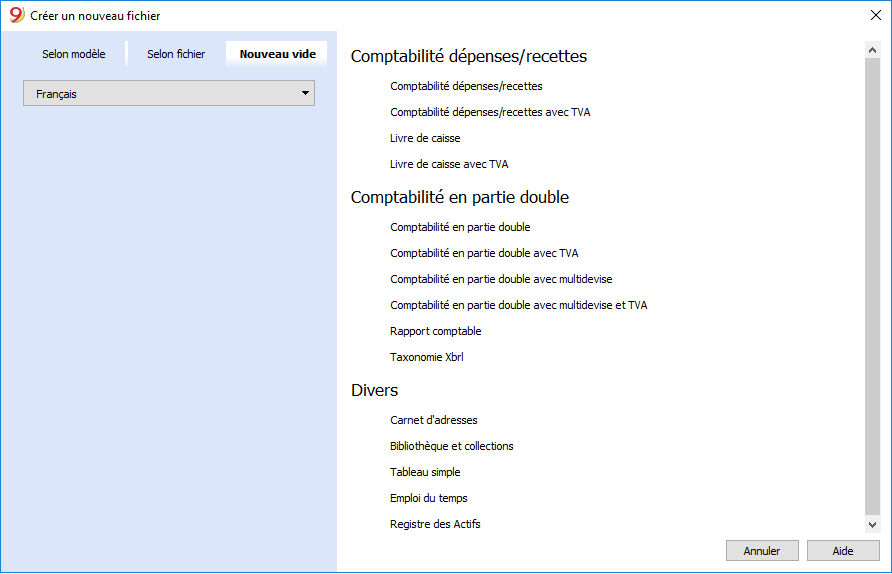 Créer un nouveau fichier
Selon modèle
Selon fichier
Nouveau vide
Français
Comptabilité dépenses/recettes
Comptabilité dépenses/recettes
Comptabilité dépenses/recettes avec TVA
Livre de caisse
Livre de caisse avec TVA
Comptabilité en partie double
Comptabilité en partie double
Comptabilité en partie double avec TVA
Comptabilité en partie double avec multidevise
Comptabilité en partie double avec multidevise et TVA
Rapport comptable
Taxonomie Xbrl
Divers
Carnet d'adresses
Bibliothèque et collections
Tableau simple
Emploi du temps
Registre des Actifs
Annuler
Aide